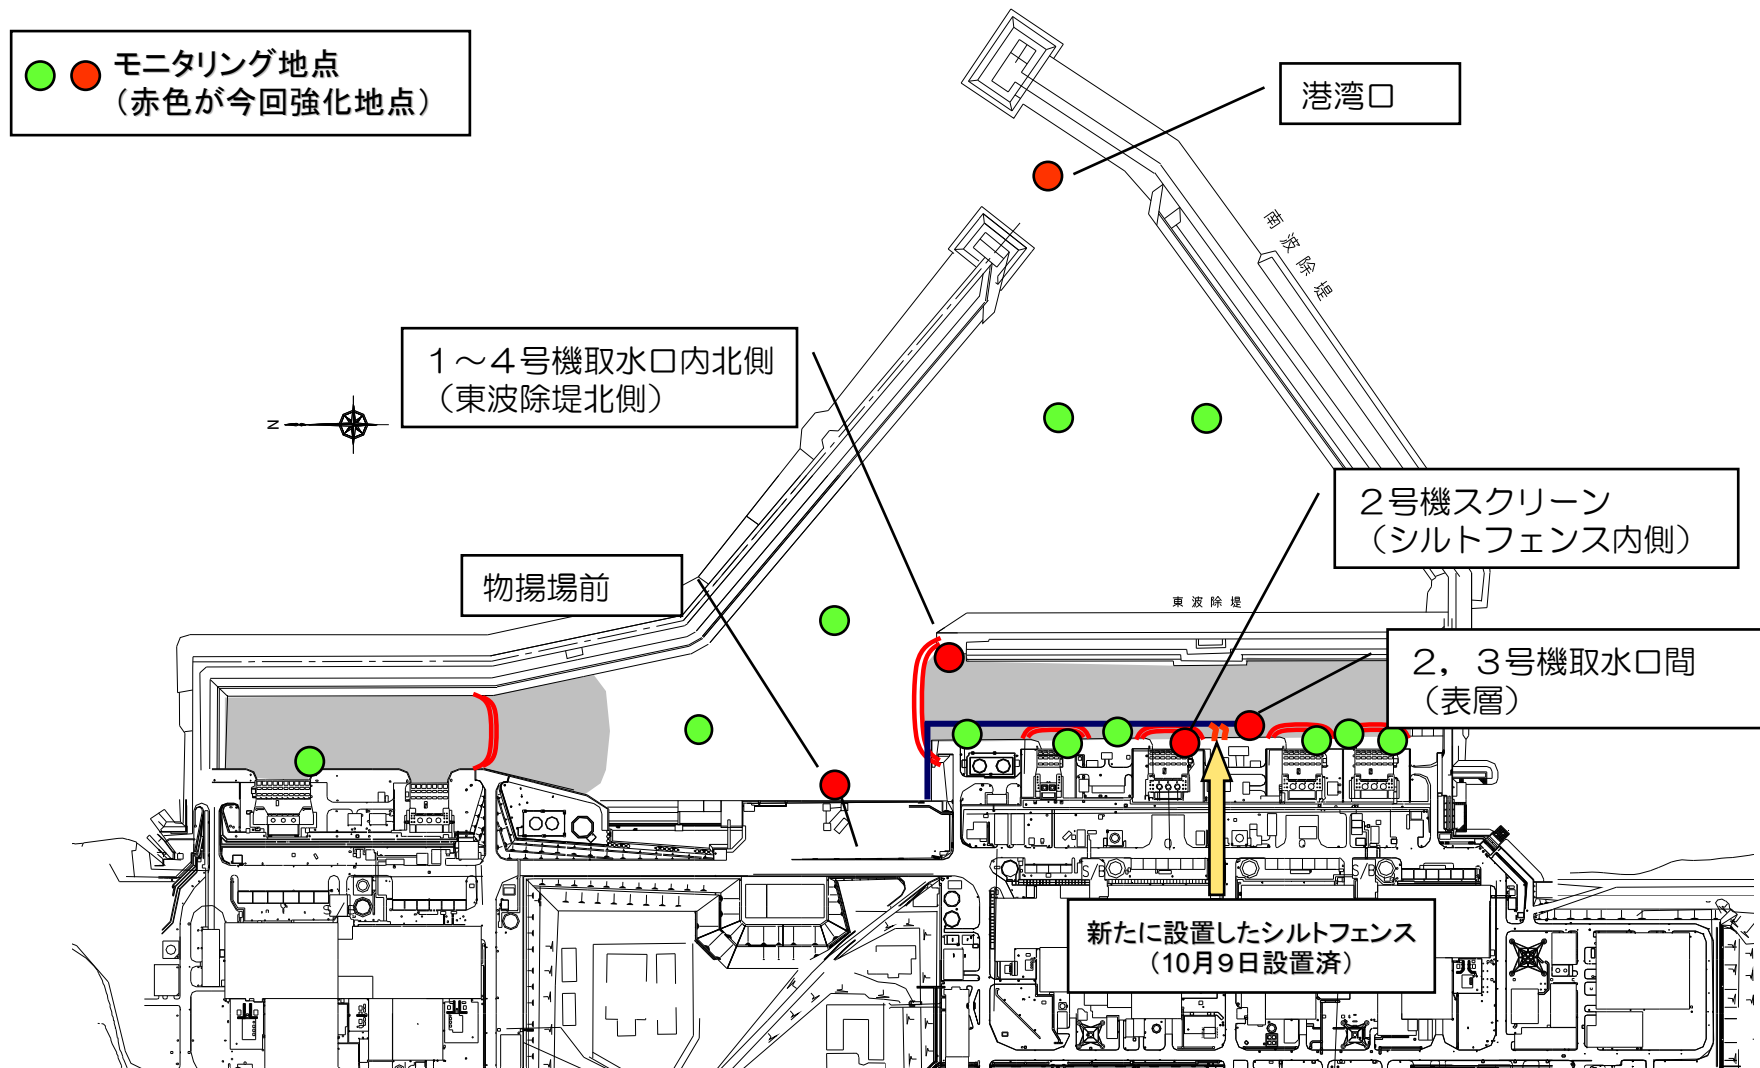 モニタリング地点
（赤色が今回強化地点）
港湾口
南波除堤
１～４号機取水口内北側
（東波除堤北側）
N
２号機スクリーン
（シルトフェンス内側）
物揚場前
東波除堤
２，３号機取水口間
（表層）
S/B
S/B
新たに設置したシルトフェンス
（10月９日設置済）